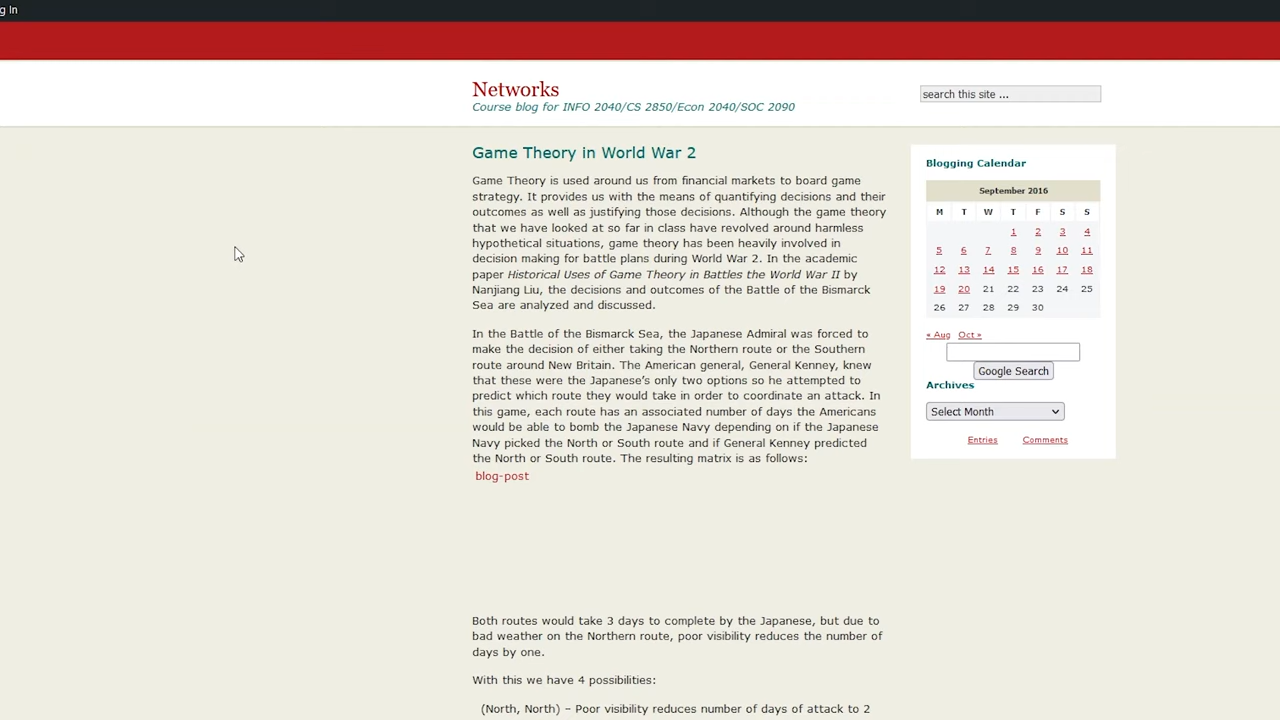 g In
Networks
Course blog for INFO 2040/CS 2850/Econ 2040/SOC 2090
search this site ...
Game Theory in World War 2
Game Theory is used around us from financial markets to board game
strategy. It provides us with the means of quantifying decisions and their
outcomes as well as justifying those decisions. Although the game theory
that we have looked at so far in class have revolved around harmless
hypothetical situations, game theory has been heavily involved in
decision making for battle plans during World War 2. In the academic
paper Historical Uses of Game Theory in Battles the World War II by
Nanjiang Liu, the decisions and outcomes of the Battle of the Bismarck
Sea are analyzed and discussed.
In the Battle of the Bismarck Sea, the Japanese Admiral was forced to
make the decision of either taking the Northern route or the Southern
route around New Britain. The American general, General Kenney, knew
that these were the Japanese's only two options so he attempted to
predict which route they would take in order to coordinate an attack. In
this game, each route has an associated number of days the Americans
would be able to bomb the Japanese Navy depending on if the Japanese
Navy picked the North or South route and if General Kenney predicted
the North or South route. The resulting matrix is as follows:
blog-post
Both routes would take 3 days to complete by the Japanese, but due to
bad weather on the Northern route, poor visibility reduces the number of
days by one.
With this we have 4 possibilities:
(North, North) – Poor visibility reduces number of days of attack to 2
Blogging Calendar
September 2016
M T W T F S S
1 2 3 4
5 6 7 8 9 10 11
12 13 14 15 16 17 18
19 20 21 22 23 24 25
26 27 28 29 30
« Aug Oct »
Google Search
Archives
Select Month
Entries Comments